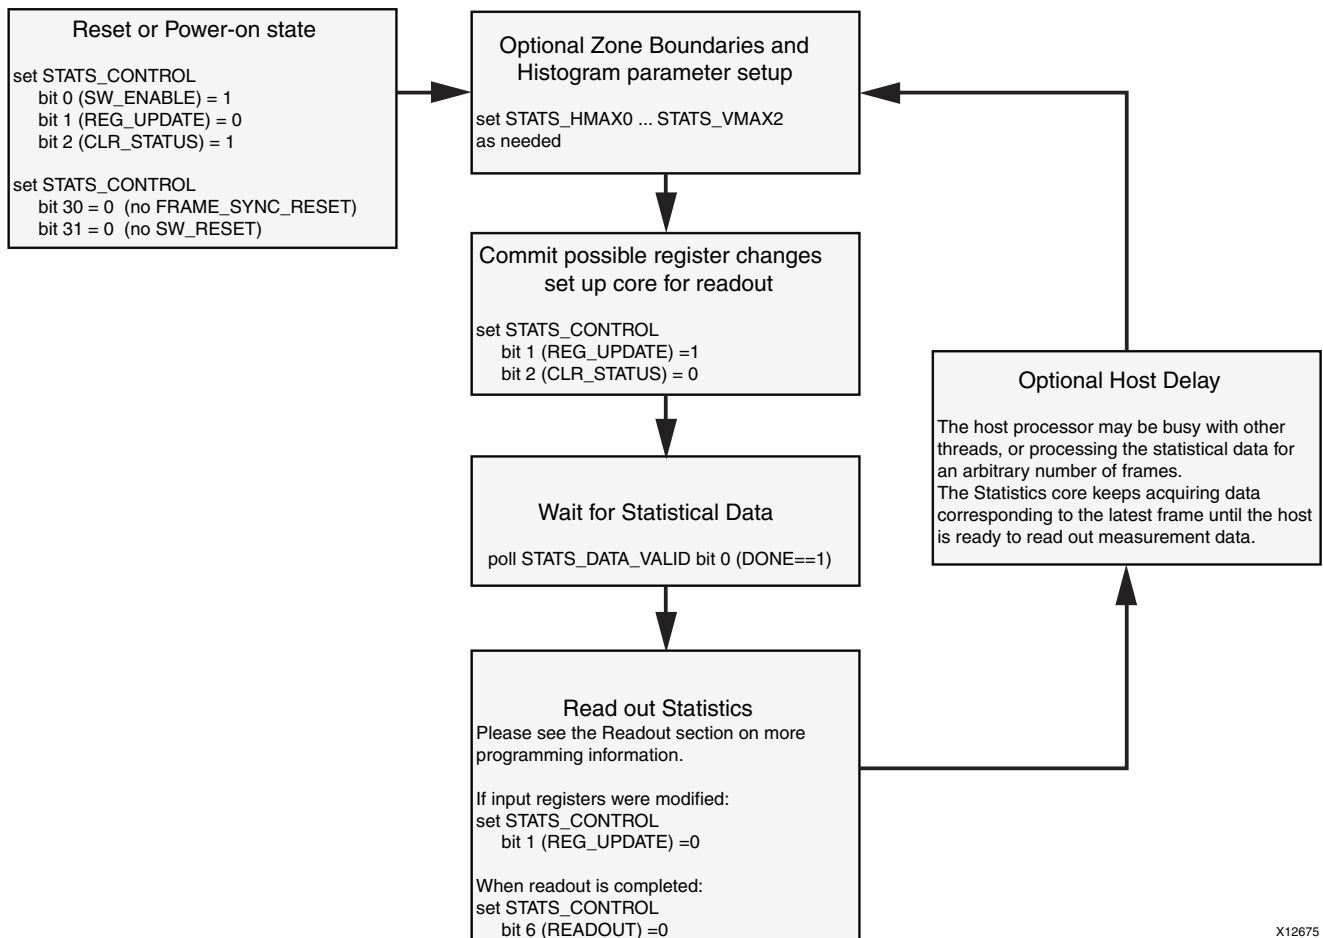 Reset or Power-on state
set STATS_CONTROL
bit 0 (SW_ENABLE) = 1
bit 1 (REG_UPDATE) = 0
bit 2 (CLR_STATUS) = 1
set STATS_CONTROL
bit 30 = 0 (no FRAME_SYNC_RESET)
bit 31 = 0 (no SW_RESET)
Optional Zone Boundaries and
Histogram parameter setup
set STATS_HMAX0 ... STATS_VMAX2
as needed
Commit possible register changes
set up core for readout
set STATS_CONTROL
bit 1 (REG_UPDATE) =1
bit 2 (CLR_STATUS) = 0
Wait for Statistical Data
poll STATS_DATA_VALID bit 0 (DONE==1)
Read out Statistics
Please see the Readout section on more
programming information.
If input registers were modified:
set STATS_CONTROL
bit 1 (REG_UPDATE) =0
When readout is completed:
set STATS_CONTROL
bit 6 (READOUT) =0
Optional Host Delay
The host processor may be busy with other
threads, or processing the statistical data for
an arbitrary number of frames.
The Statistics core keeps acquiring data
corresponding to the latest frame until the host
is ready to read out measurement data.
X12675